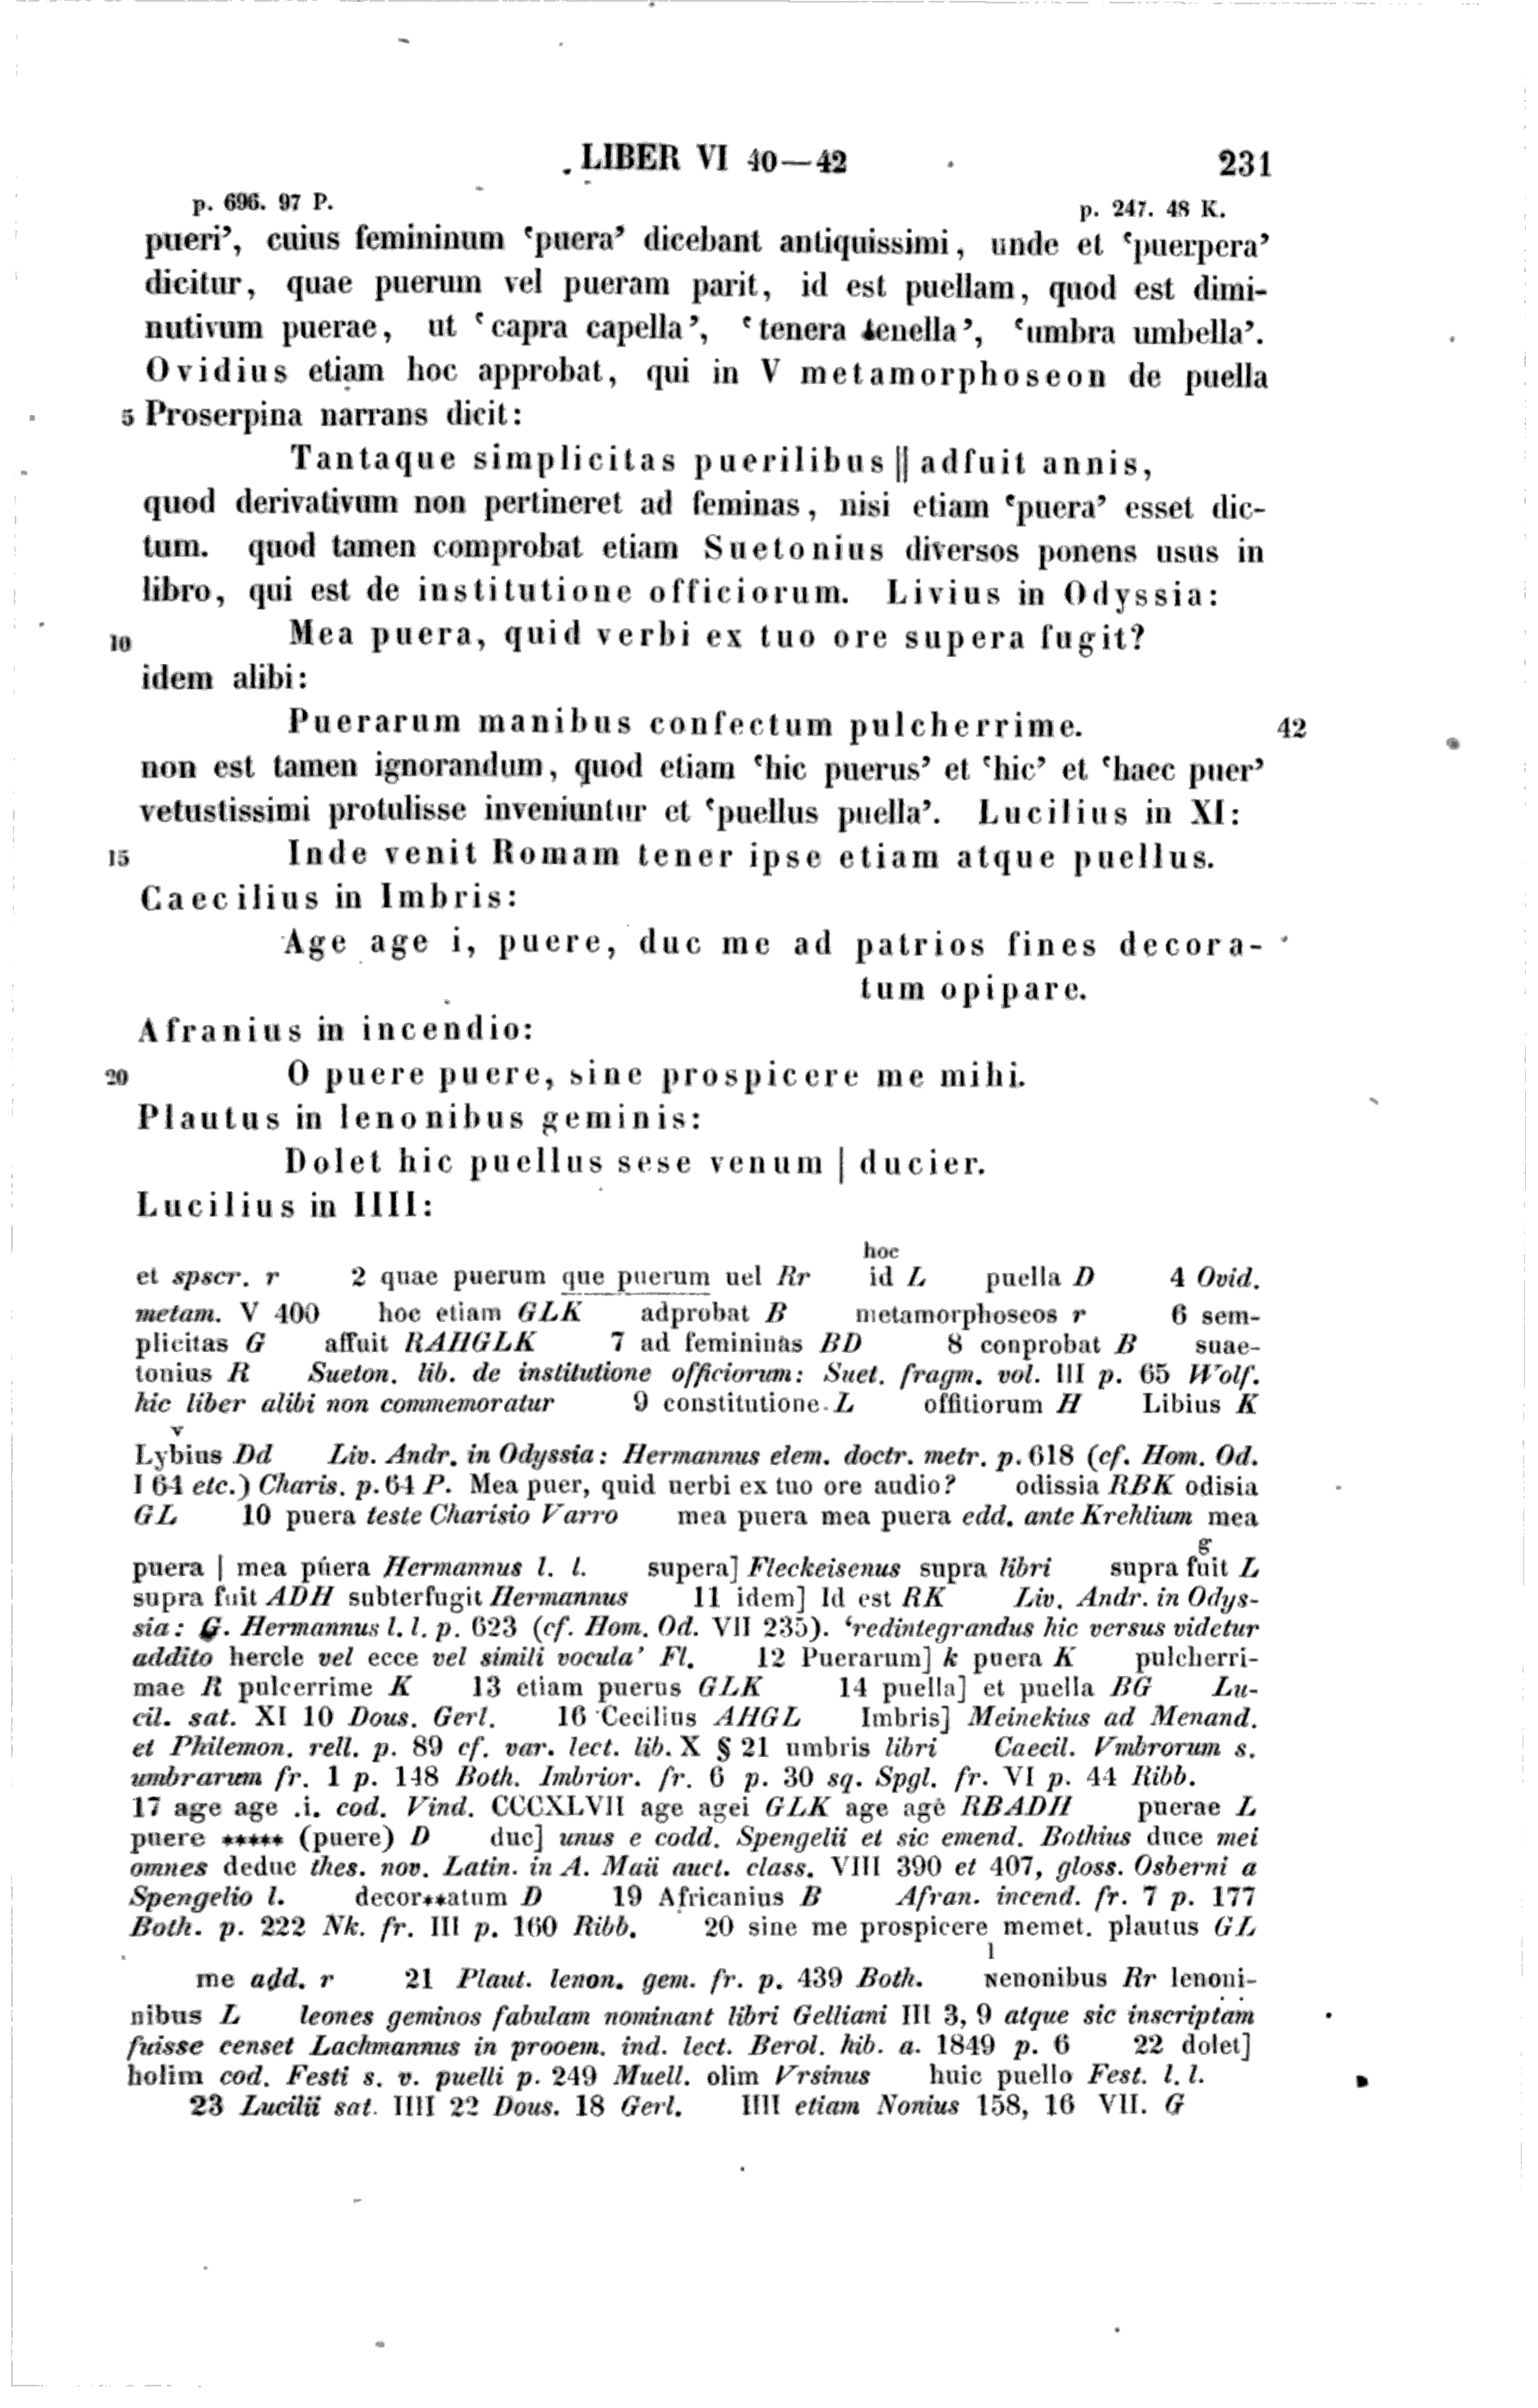 LIBER VI 40—42 231
p. 696. 97 P. p. 247. 48 K.
pueri’, cuius femininum ‘puera’ dicebant antiquissimi, unde et ‘puerpera’
dicitur, quae puerum vel pueram parit, id est puellam, quod est dimi-
nutivum puerae, ut ‘capra capella’, ‘tenera tenella’, ‘umbra umbella’.
Ovidius etiam hoc approbat, qui in V metamorphoseon de puella
5 Proserpina narrans dicit:
Tantaque simplicitas puerilibus || adfuit annis,
quod derivativum non pertineret ad feminas, nisi etiam ‘puera’ esset dic-
tum. quod tamen comprobat etiam Suetonius diversos ponens usus in
libro, qui est de institutione officiorum. Livius in Odyssia:
10 Mea puera, quid verbi ex tuo ore supera fugit?
idem alibi:
Puerarum manibus confectum pulcherrime. 42
non est tamen ignorandum, quod etiam ‘hic puerus’ et ‘hic’ et ‘haec puer’
vetustissimi protulisse inveniuntur et ‘puellus puella’. Lucilius in XI:
15 Inde venit Romam tener ipse etiam atque puellus.
Caecilius in Imbris:
Age age i, puere, duc me ad patrios fines decora-
tum opipare.
Afranius in incendio:
20 O puere puere, sine prospicere me mihi.
Plautus in lenonibus geminis:
Dolet hic puellus sese venum | ducier.
Lucilius in IIII:
hoc
et spscr. r 2 quae puerum que puerum uel Rr id L puella D 4 Ovid.
metam. V 400 hoc etiam GLK adprobat B metamorphoseos r 6 sem-
plicitas G affuit RAHGLK 7 ad femininas BD 8 conprobat B suae-
tonius R Sueton. lib. de institutione officiorum: Suet. fragm. vol. III p. 65 Wolf.
hic liber alibi non commemoratur 9 constitutione L offitiorum H Libius K
v
Lybius Dd Liv. Andr. in Odyssia: Hermannus elem. doctr. metr. p. 618 (cf. Hom. Od.
I 64 etc.) Charis. p. 64 P. Mea puer, quid uerbi ex tuo ore audio? odissia RBK odisia
GL 10 puera teste Charisio Varro mea puera mea puera edd. ante Krehlium mea
g
puera | mea púera Hermannus l. l. supera] Fleckeisenus supra libri supra fuit L
supra fuit ADH subterfugit Hermannus 11 idem] Id est RK Liv. Andr. in Odys-
sia: G. Hermannus l. l. p. 623 (cf. Hom. Od. VII 235). ‘redintegrandus hic versus videtur
addito hercle vel ecce vel simili vocula’ Fl. 12 Puerarum] k puera K pulcherri-
mae R pulcerrime K 13 etiam puerus GLK 14 puella] et puella BG Lu-
cil. sat. XI 10 Dous. Gerl. 16 Cecilius AHGL Imbris] Meinekius ad Menand.
et Philemon. rell. p. 89 cf. var. lect. lib. X § 21 umbris libri Caecil. Vmbrorum s.
umbrarum fr. 1 p. 148 Both. Imbrior. fr. 6 p. 30 sq. Spgl. fr. VI p. 44 Ribb.
17 age age .i. cod. Vind. CCCXLVII age agei GLK age agè RBADH puerae L
puere ***** (puere) D duc] unus e codd. Spengelii et sic emend. Bothius duce mei
omnes deduc thes. nov. Latin. in A. Maii auct. class. VIII 390 et 407, gloss. Osberni a
Spengelio l. decor**atum D 19 Africanius B Afran. incend. fr. 7 p. 177
Both. p. 222 Nk. fr. III p. 160 Ribb. 20 sine me prospicere memet. plautus GL
l
me add. r 21 Plaut. lenon. gem. fr. p. 439 Both. nenonibus Rr lenoni-
nibus L leones geminos fabulam nominant libri Gelliani III 3, 9 atque sic inscriptam
fuisse censet Lachmannus in prooem. ind. lect. Berol. hib. a. 1849 p. 6 22 dolet]
holim cod. Festi s. v. puelli p. 249 Muell. olim Vrsinus huic puello Fest. l. l.
23 Lucilii sat. IIII 22 Dous. 18 Gerl. IIII etiam Nonius 158, 16 VII. G